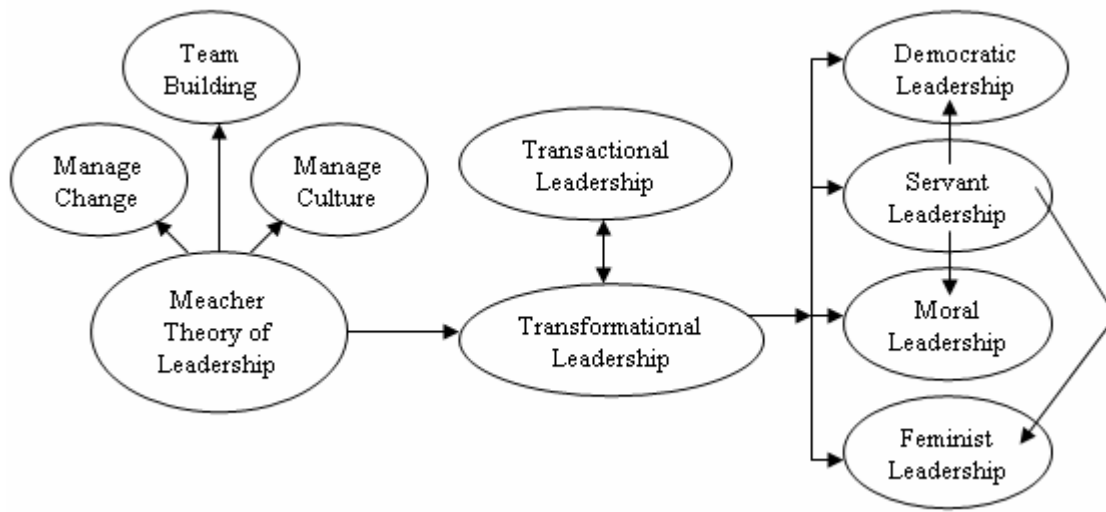 Team
Building
Manage
Change
Manage
Culture
Meacher
Theory of
Leadership
Transactional
Leadership
Transformational
Leadership
Democratic
Leadership
Servant
Leadership
Moral
Leadership
Feminist
Leadership